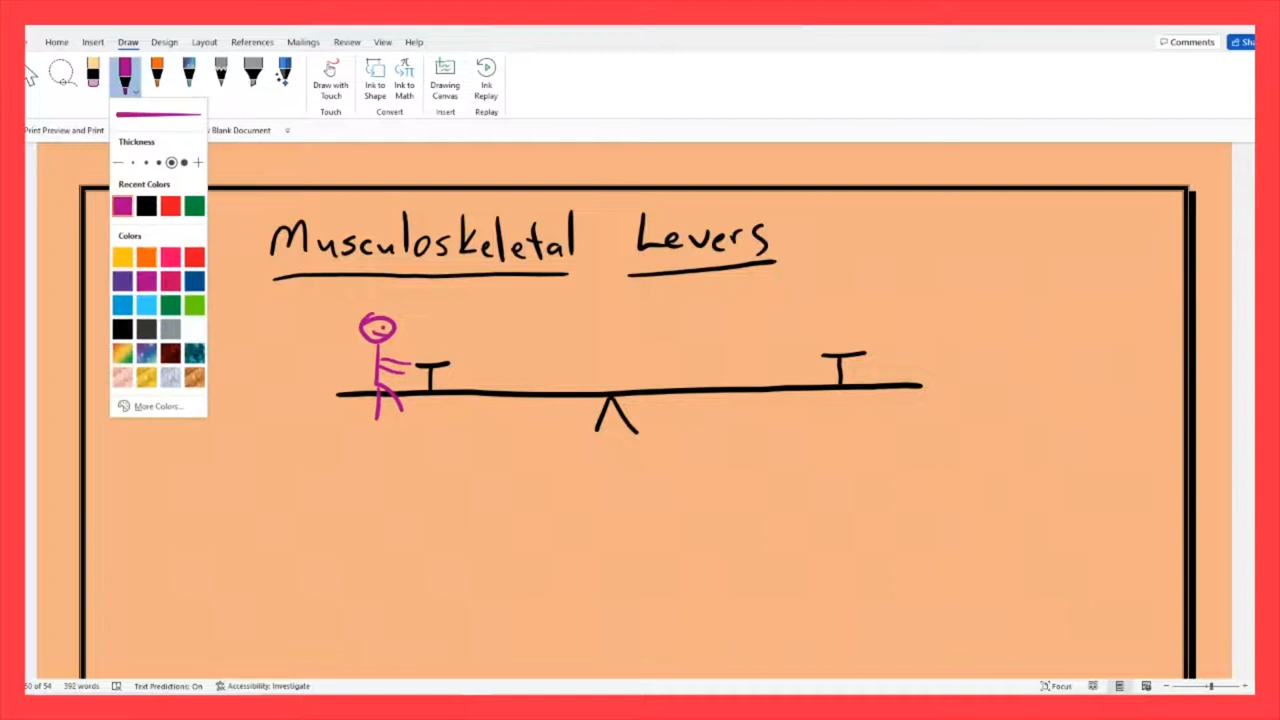 Home Insert Draw Design Layout References Mailings Review View Help Comments
Draw with Touch Ink to Shape Ink to Math Drawing Canvas Ink Replay
Touch Convert Insert Replay
Print Preview and Print Blank Document
Thickness
Recent Colors
Colors
More Colors...
Musculoskeletal Levers
of 54 392 words Text Predictions: On Accessibility: Investigate Focus